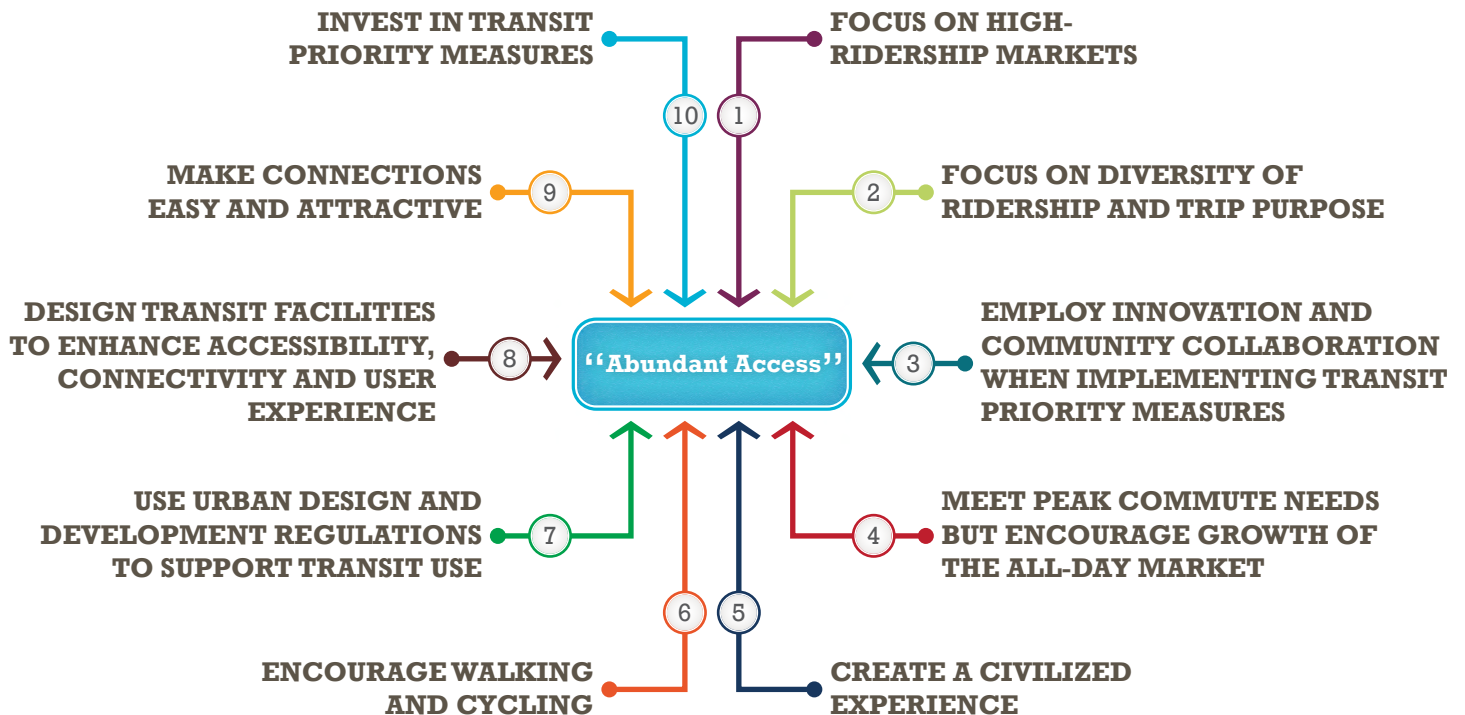 INVEST IN TRANSIT
PRIORITY MEASURES
10
FOCUS ON HIGH-
RIDERSHIP MARKETS
1
MAKE CONNECTIONS
EASY AND ATTRACTIVE
9
2
FOCUS ON DIVERSITY OF
RIDERSHIP AND TRIP PURPOSE
DESIGN TRANSIT FACILITIES
TO ENHANCE ACCESSIBILITY,
CONNECTIVITY AND USER
EXPERIENCE
8
“Abundant Access”
3
EMPLOY INNOVATION AND
COMMUNITY COLLABORATION
WHEN IMPLEMENTING TRANSIT
PRIORITY MEASURES
USE URBAN DESIGN AND
DEVELOPMENT REGULATIONS
TO SUPPORT TRANSIT USE
7
4
MEET PEAK COMMUTE NEEDS
BUT ENCOURAGE GROWTH OF
THE ALL-DAY MARKET
6
ENCOURAGE WALKING
AND CYCLING
5
CREATE A CIVILIZED
EXPERIENCE